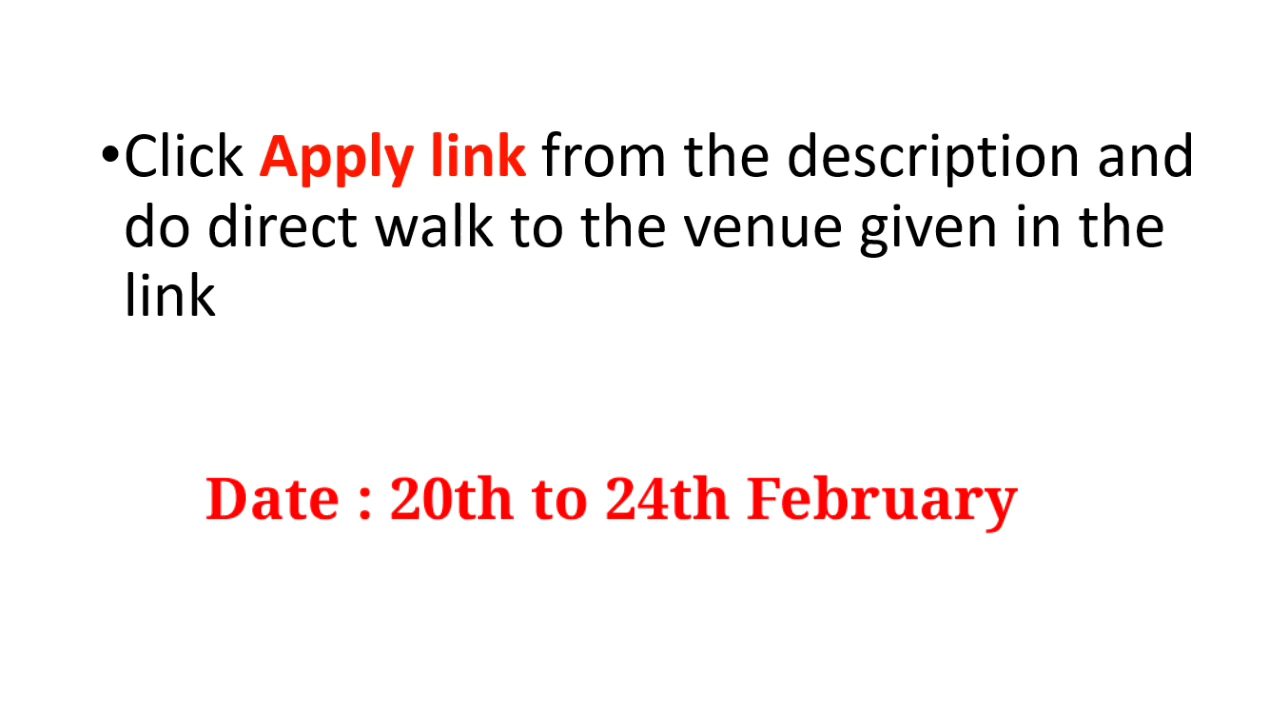 •Click Apply link from the description and
do direct walk to the venue given in the
link
Date : 20th to 24th February